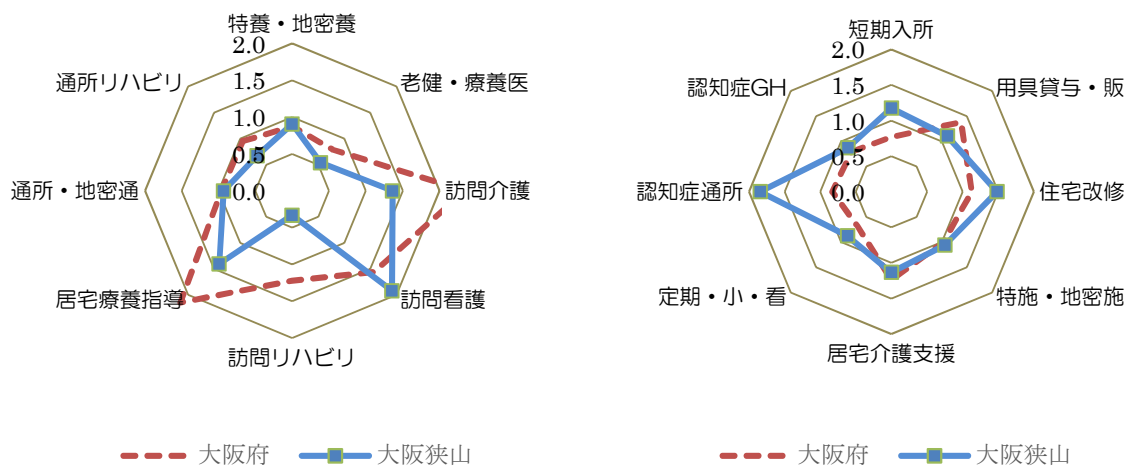 特養・地密養
2.0
老健・療養医
通所リハビリ
1.5
1.0
0.5
通所・地密通
0.0
訪問介護
居宅療養指導
訪問看護
訪問リハビリ
大阪府
大阪狭山
短期入所
2.0
認知症GH
用具貸与・販
1.5
1.0
0.5
認知症通所
0.0
住宅改修
定期・小・看
特施・地密施
居宅介護支援
大阪府
大阪狭山